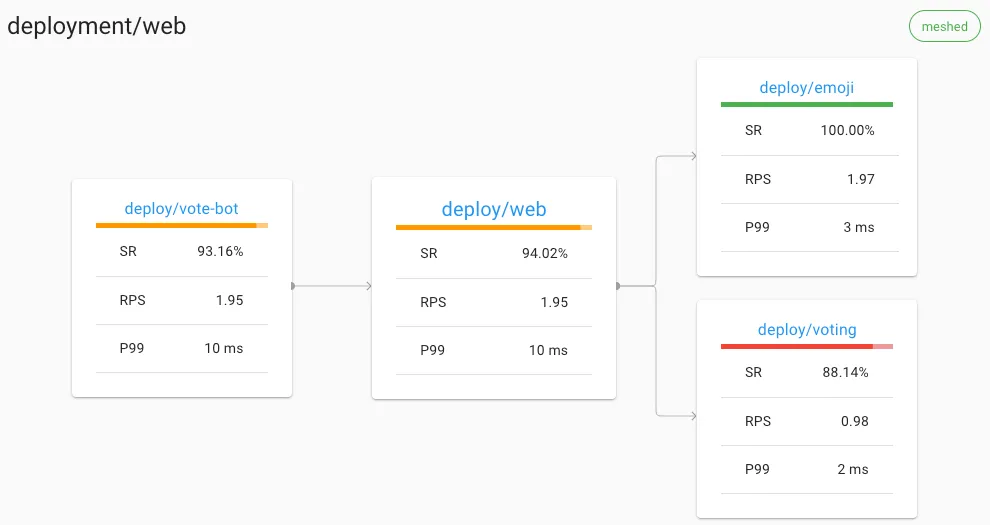 deployment/web
meshed
deploy/vote-bot
SR 93.16%
RPS 1.95
P99 10 ms
deploy/web
SR 94.02%
RPS 1.95
P99 10 ms
deploy/emoji
SR 100.00%
RPS 1.97
P99 3 ms
deploy/voting
SR 88.14%
RPS 0.98
P99 2 ms